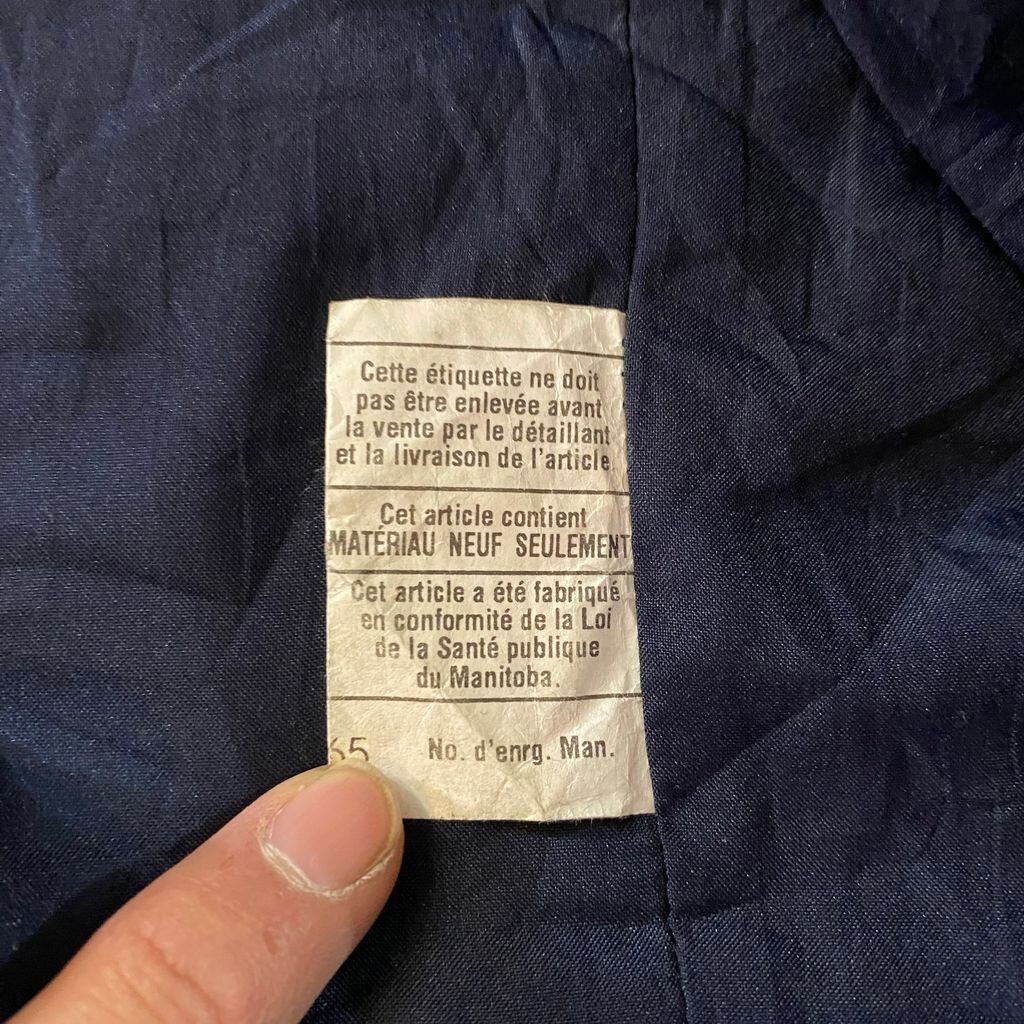 Cette étiquette ne doit
pas être enlevée avant
la vente par le détaillant
et la livraison de l'article.
Cet article contient
MATÉRIAU NEUF SEULEMENT
Cet article a été fabriqué
en conformité de la Loi
de la Santé publique
du Manitoba.
65 No. d'enrg. Man.